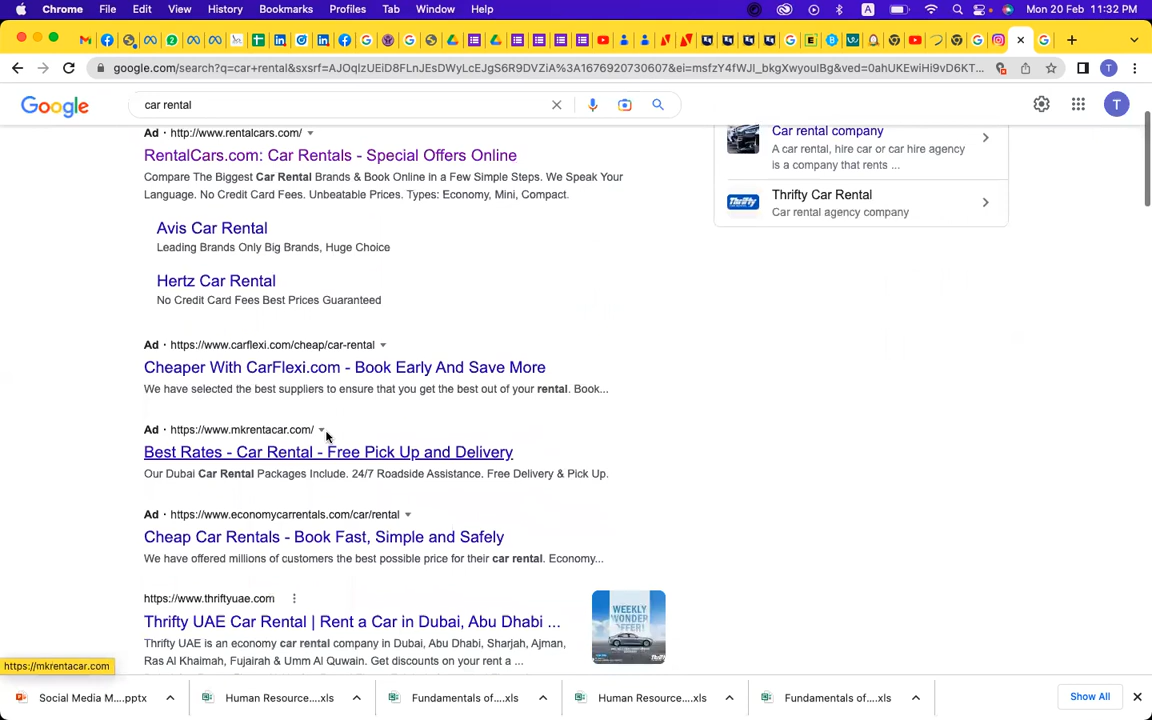 Chrome File Edit View History Bookmarks Profiles Tab Window Help A Mon 20 Feb 11:32 PM
google.com/search?q=car+rental&sxsrf=AJOqlzUEiD8FLnJEsDWyLcEJgS6R9DVZiA%3A1676920730607&ei=msfzY4fWJI_bkgXwyoulBg&ved=0ahUKEwiHi9vD6KT... T
Google car rental T
Ad · http://www.rentalcars.com/
RentalCars.com: Car Rentals - Special Offers Online
Compare The Biggest Car Rental Brands & Book Online in a Few Simple Steps. We Speak Your
Language. No Credit Card Fees. Unbeatable Prices. Types: Economy, Mini, Compact.
Avis Car Rental
Leading Brands Only Big Brands, Huge Choice
Hertz Car Rental
No Credit Card Fees Best Prices Guaranteed
Ad · https://www.carflexi.com/cheap/car-rental
Cheaper With CarFlexi.com - Book Early And Save More
We have selected the best suppliers to ensure that you get the best out of your rental. Book...
Ad · https://www.mkrentacar.com/
Best Rates - Car Rental - Free Pick Up and Delivery
Our Dubai Car Rental Packages Include. 24/7 Roadside Assistance. Free Delivery & Pick Up.
Ad · https://www.economycarrentals.com/car/rental
Cheap Car Rentals - Book Fast, Simple and Safely
We have offered millions of customers the best possible price for their car rental. Economy...
https://www.thriftyuae.com
Thrifty UAE Car Rental | Rent a Car in Dubai, Abu Dhabi ...
Thrifty UAE is an economy car rental company in Dubai, Abu Dhabi, Sharjah, Ajman,
Ras Al Khaimah, Fujairah & Umm Al Quwain. Get discounts on your rent a ...
WEEKLY
WONDER
OFFER!
Car rental company
A car rental, hire car or car hire agency
is a company that rents ...
Thrifty
Thrifty Car Rental
Car rental agency company
https://mkrentacar.com
Social Media M....pptx Human Resource....xls Fundamentals of....xls Human Resource....xls Fundamentals of....xls Show All